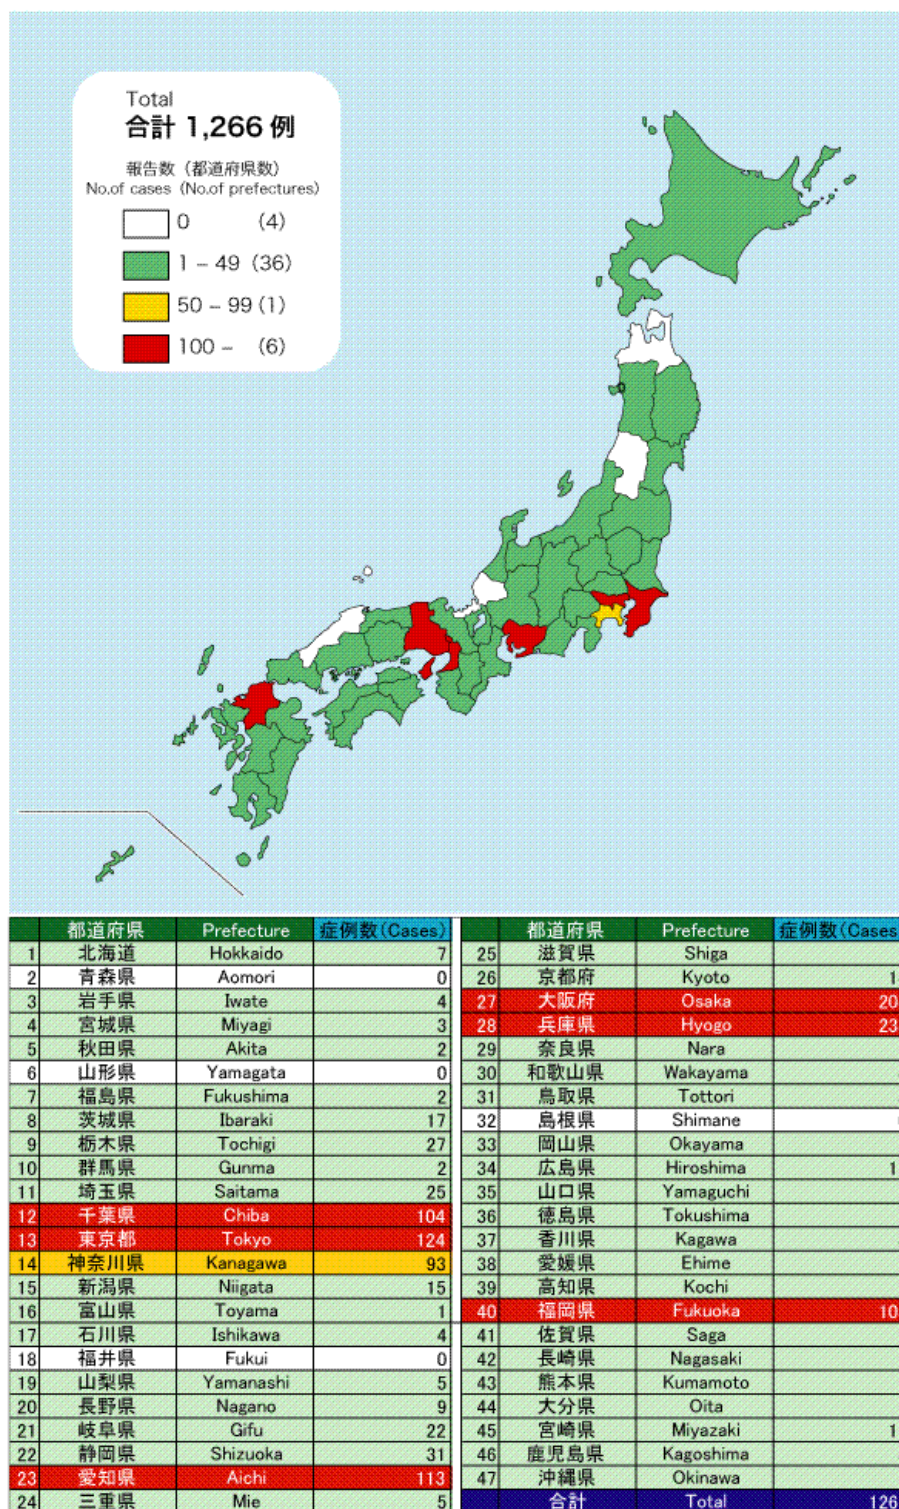 Total
合計 1,266 例
報告数（都道府県数）
No.of cases (No.of prefectures)
0 (4)
1 – 49 (36)
50 – 99 (1)
100 – (6)
都道府県 Prefecture 症例数(Cases)
1 北海道 Hokkaido 7
2 青森県 Aomori 0
3 岩手県 Iwate 4
4 宮城県 Miyagi 3
5 秋田県 Akita 2
6 山形県 Yamagata 0
7 福島県 Fukushima 2
8 茨城県 Ibaraki 17
9 栃木県 Tochigi 27
10 群馬県 Gunma 2
11 埼玉県 Saitama 25
12 千葉県 Chiba 104
13 東京都 Tokyo 124
14 神奈川県 Kanagawa 93
15 新潟県 Niigata 15
16 富山県 Toyama 1
17 石川県 Ishikawa 4
18 福井県 Fukui 0
19 山梨県 Yamanashi 5
20 長野県 Nagano 9
21 岐阜県 Gifu 22
22 静岡県 Shizuoka 31
23 愛知県 Aichi 113
24 三重県 Mie 5
都道府県 Prefecture 症例数(Cases
25 滋賀県 Shiga
26 京都府 Kyoto 1
27 大阪府 Osaka 20
28 兵庫県 Hyogo 23
29 奈良県 Nara
30 和歌山県 Wakayama
31 鳥取県 Tottori
32 島根県 Shimane
33 岡山県 Okayama
34 広島県 Hiroshima 1
35 山口県 Yamaguchi
36 徳島県 Tokushima
37 香川県 Kagawa
38 愛媛県 Ehime
39 高知県 Kochi
40 福岡県 Fukuoka 10
41 佐賀県 Saga
42 長崎県 Nagasaki
43 熊本県 Kumamoto
44 大分県 Oita
45 宮崎県 Miyazaki 1
46 鹿児島県 Kagoshima
47 沖縄県 Okinawa
合計 Total 126